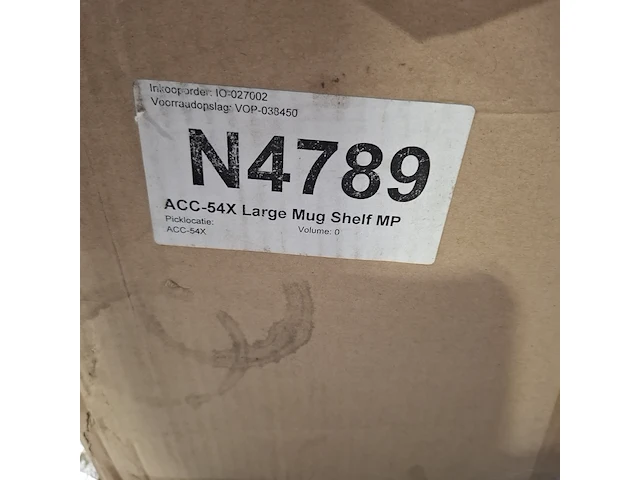 Inkooporder: IO-027002
Voorraadopslag: VOP-038450
N4789
ACC-54X Large Mug Shelf MP
Picklocatie: Volume: 0
ACC-54X